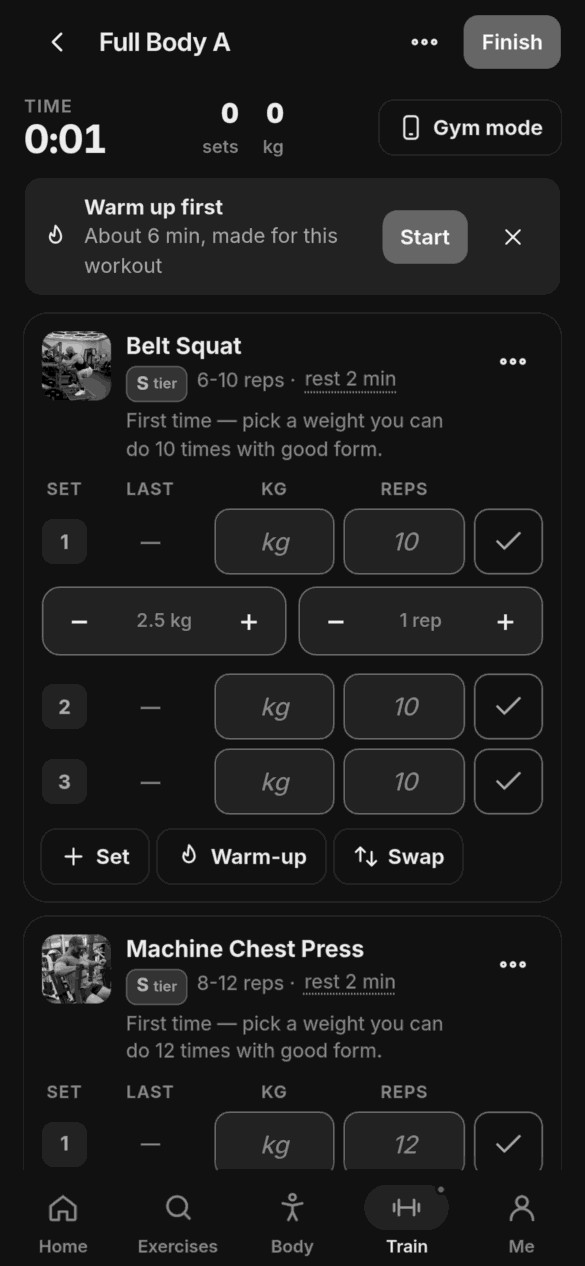 Full Body A
Finish
TIME
0:01
0 0
sets kg
Gym mode
Warm up first
About 6 min, made for this
workout
Start
Belt Squat
S tier 6-10 reps · rest 2 min
First time — pick a weight you can
do 10 times with good form.
SET LAST KG REPS
1 — kg 10
− 2.5 kg + − 1 rep +
2 — kg 10
3 — kg 10
+ Set Warm-up Swap
Machine Chest Press
S tier 8-12 reps · rest 2 min
First time — pick a weight you can
do 12 times with good form.
SET LAST KG REPS
1 — kg 12
Home Exercises Body Train Me